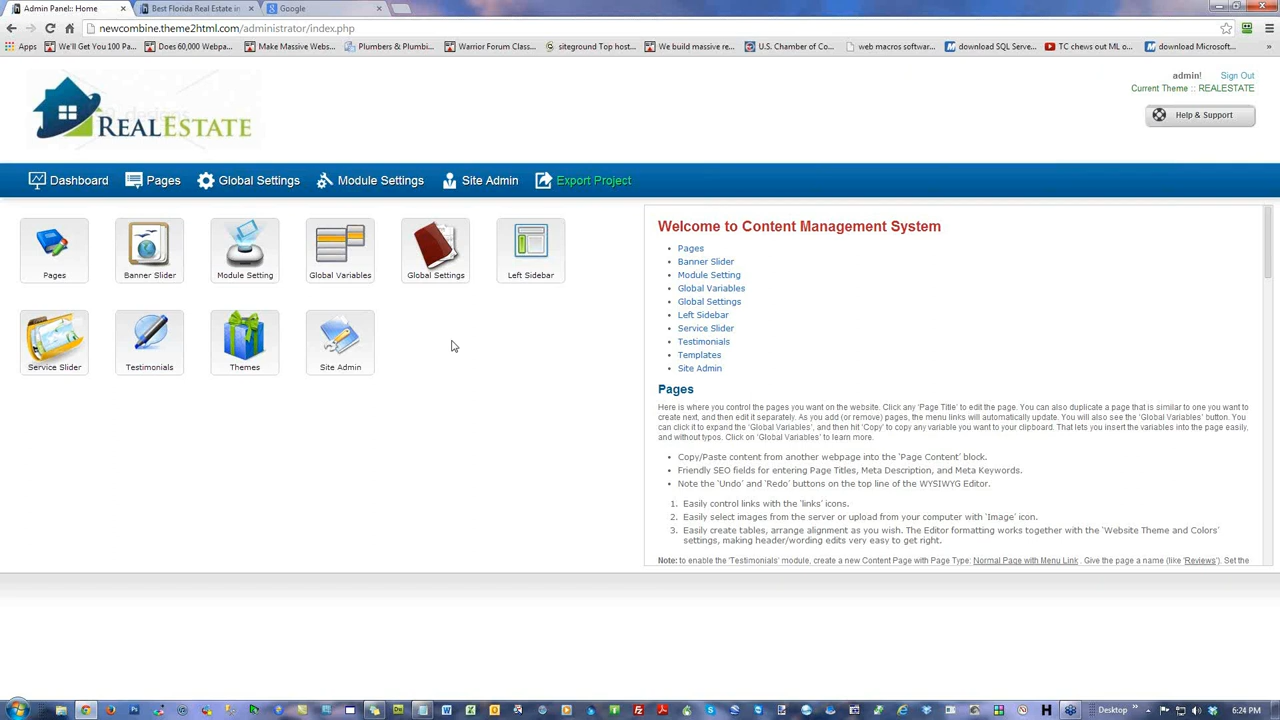 Admin Panel:: Home
Best Florida Real Estate in
Google
newcombine.theme2html.com/administrator/index.php
Apps
We'll Get You 100 Pa...
Does 60,000 Webpa...
Make Massive Webs...
Plumbers & Plumbi...
Warrior Forum Class...
siteground Top host...
We build massive re...
U.S. Chamber of Co...
web macros softwar...
download SQL Serve...
TC chews out ML o...
download Microsoft...
admin!
Sign Out
Current Theme :: REALESTATE
Help & Support
REALESTATE
Dashboard
Pages
Global Settings
Module Settings
Site Admin
Export Project
Pages
Banner Slider
Module Setting
Global Variables
Global Settings
Left Sidebar
Service Slider
Testimonials
Themes
Site Admin
Welcome to Content Management System
• Pages
• Banner Slider
• Module Setting
• Global Variables
• Global Settings
• Left Sidebar
• Service Slider
• Testimonials
• Templates
• Site Admin
Pages
Here is where you control the pages you want on the website. Click any 'Page Title' to edit the page. You can also duplicate a page that is similar to one you want to
create next, and then edit it separately. As you add (or remove) pages, the menu links will automatically update. You will also see the 'Global Variables' button. You
can click it to expand the 'Global Variables', and then hit 'Copy' to copy any variable you want to your clipboard. That lets you insert the variables into the page easily,
and without typos. Click on 'Global Variables' to learn more.
• Copy/Paste content from another webpage into the 'Page Content' block.
• Friendly SEO fields for entering Page Titles, Meta Description, and Meta Keywords.
• Note the 'Undo' and 'Redo' buttons on the top line of the WYSIWYG Editor.
1. Easily control links with the 'links' icons.
2. Easily select images from the server or upload from your computer with 'Image' icon.
3. Easily create tables, arrange alignment as you wish. The Editor formatting works together with the 'Website Theme and Colors'
settings, making header/wording edits very easy to get right.
Note: to enable the 'Testimonials' module, create a new Content Page with Page Type: Normal Page with Menu Link . Give the page a name (like 'Reviews'). Set the
Desktop
6:24 PM